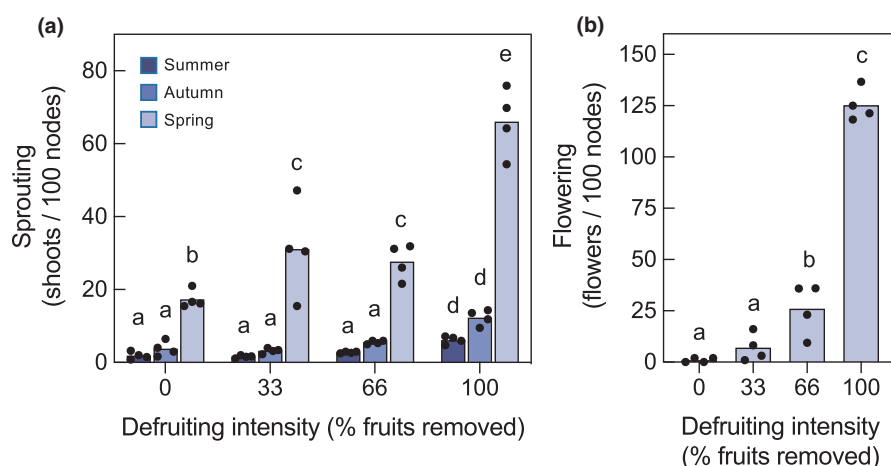 (a)
Sprouting
(shoots / 100 nodes)
80
60
40
20
0
Summer
Autumn
Spring
a
a
b
a
a
c
a
a
c
d
d
e
0
33
66
100
Defruiting intensity (% fruits removed)
(b)
Flowering
(flowers / 100 nodes)
150
125
100
75
50
25
0
a
a
b
c
0
33
66
100
Defruiting intensity
(% fruits removed)